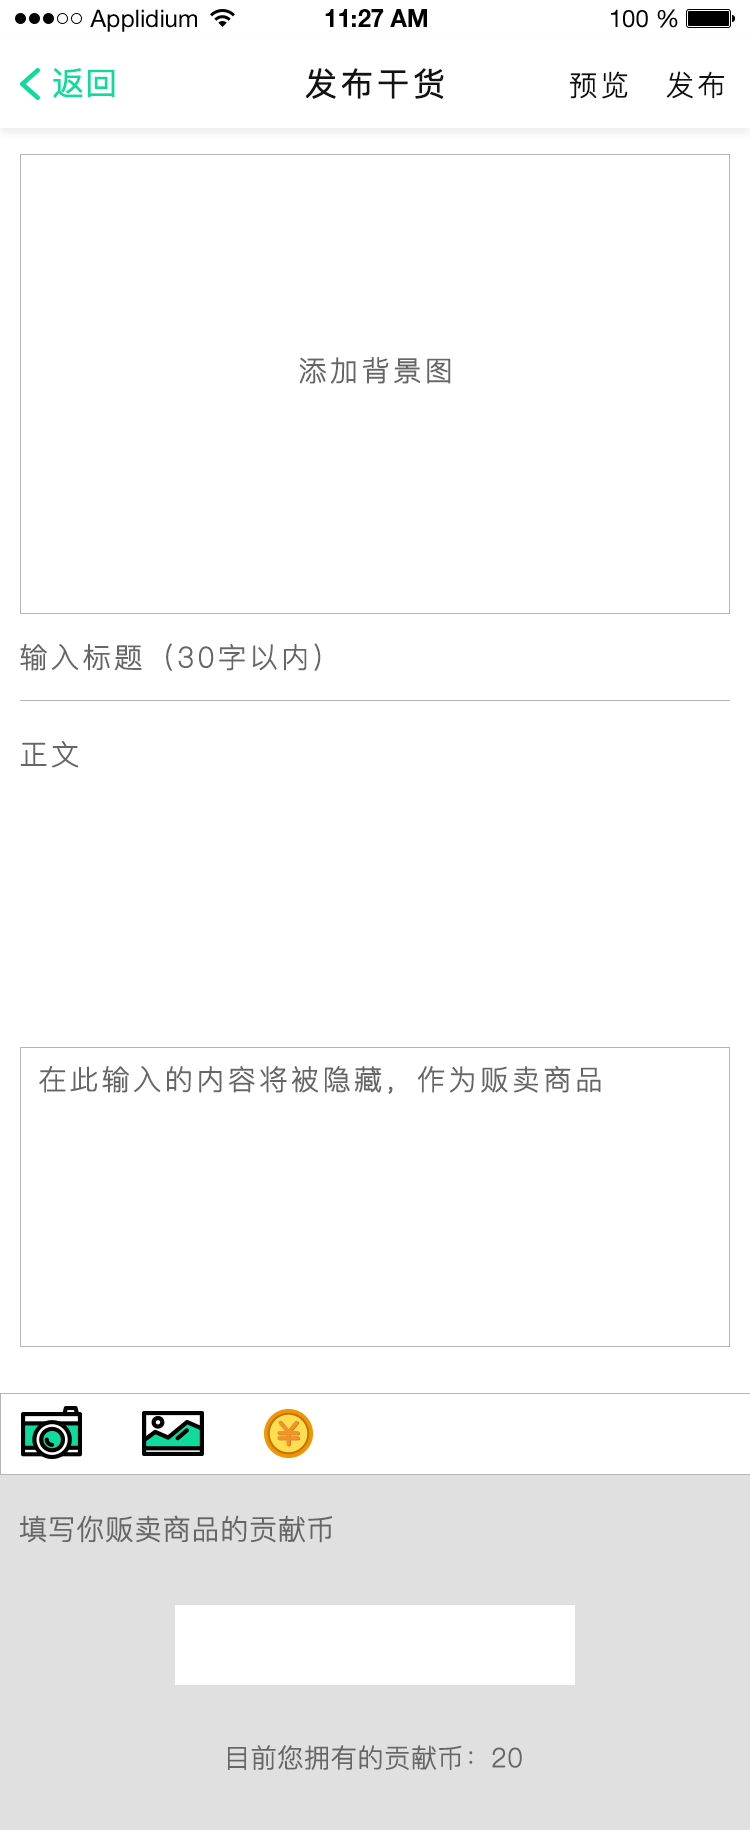 Applidium 11:27 AM 100 %
返回 发布干货 预览 发布
添加背景图
输入标题（30字以内）
正文
在此输入的内容将被隐藏，作为贩卖商品
填写你贩卖商品的贡献币
目前您拥有的贡献币：20